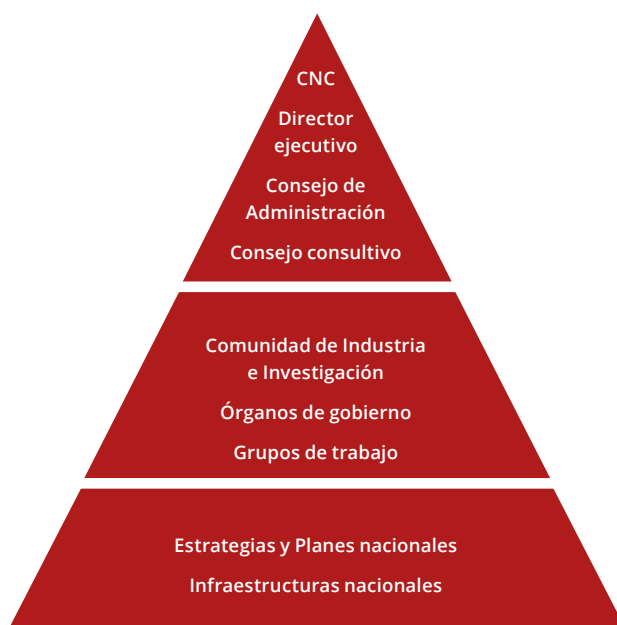 CNC
Director
ejecutivo
Consejo de
Administración
Consejo consultivo
Comunidad de Industria
e Investigación
Órganos de gobierno
Grupos de trabajo
Estrategias y Planes nacionales
Infraestructuras nacionales